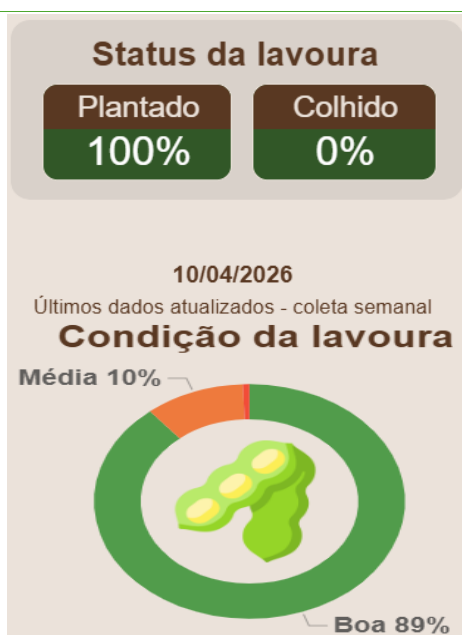 Status da lavoura
Plantado
100%
Colhido
0%
10/04/2026
Últimos dados atualizados - coleta semanal
Condição da lavoura
Média 10%
Boa 89%